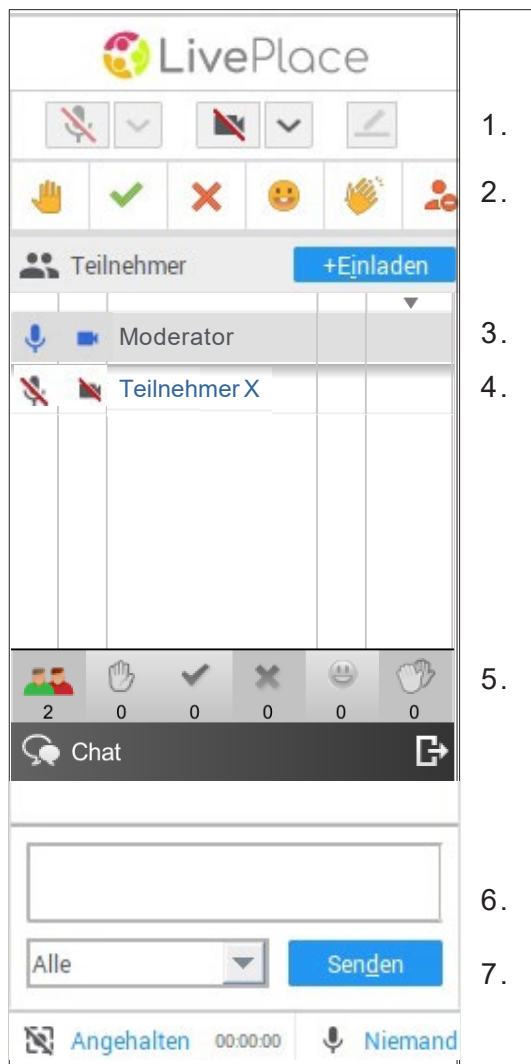 LivePlace
1.
2.
Teilnehmer +Einladen
3. Moderator
4. Teilnehmer X
5.
2 0 0 0 0 0
Chat
6.
Alle Senden
7.
Angehalten 00:00:00 Niemand